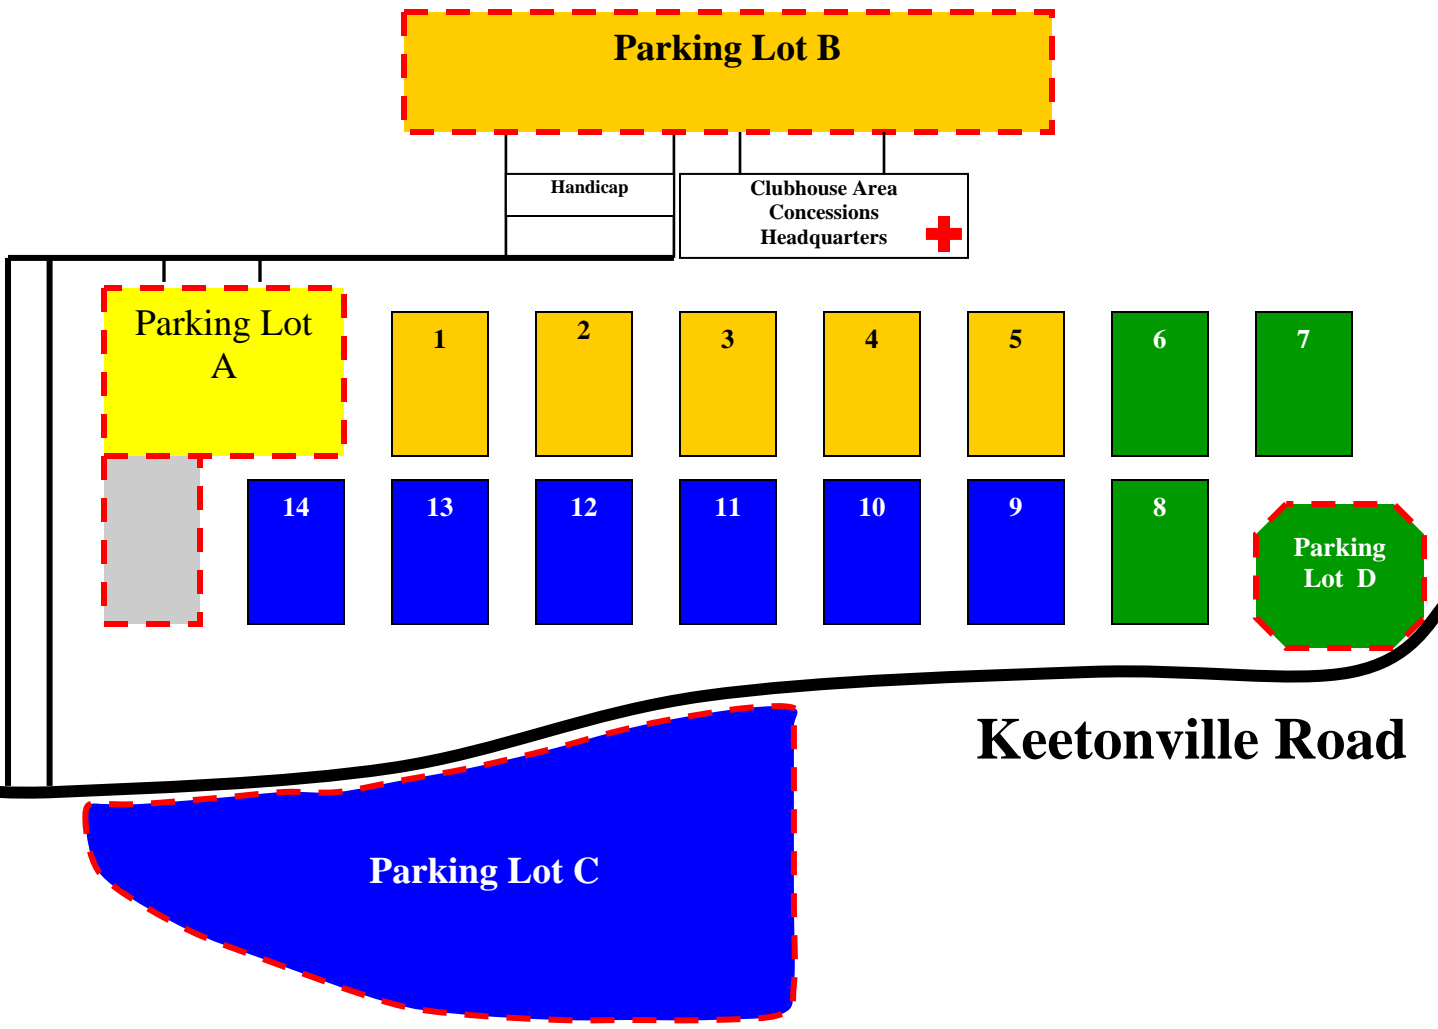 Parking Lot B
Handicap
Clubhouse Area
Concessions
Headquarters
Parking Lot
A
1
2
3
4
5
6
7
14
13
12
11
10
9
8
Parking
Lot D
Keetonville Road
Parking Lot C